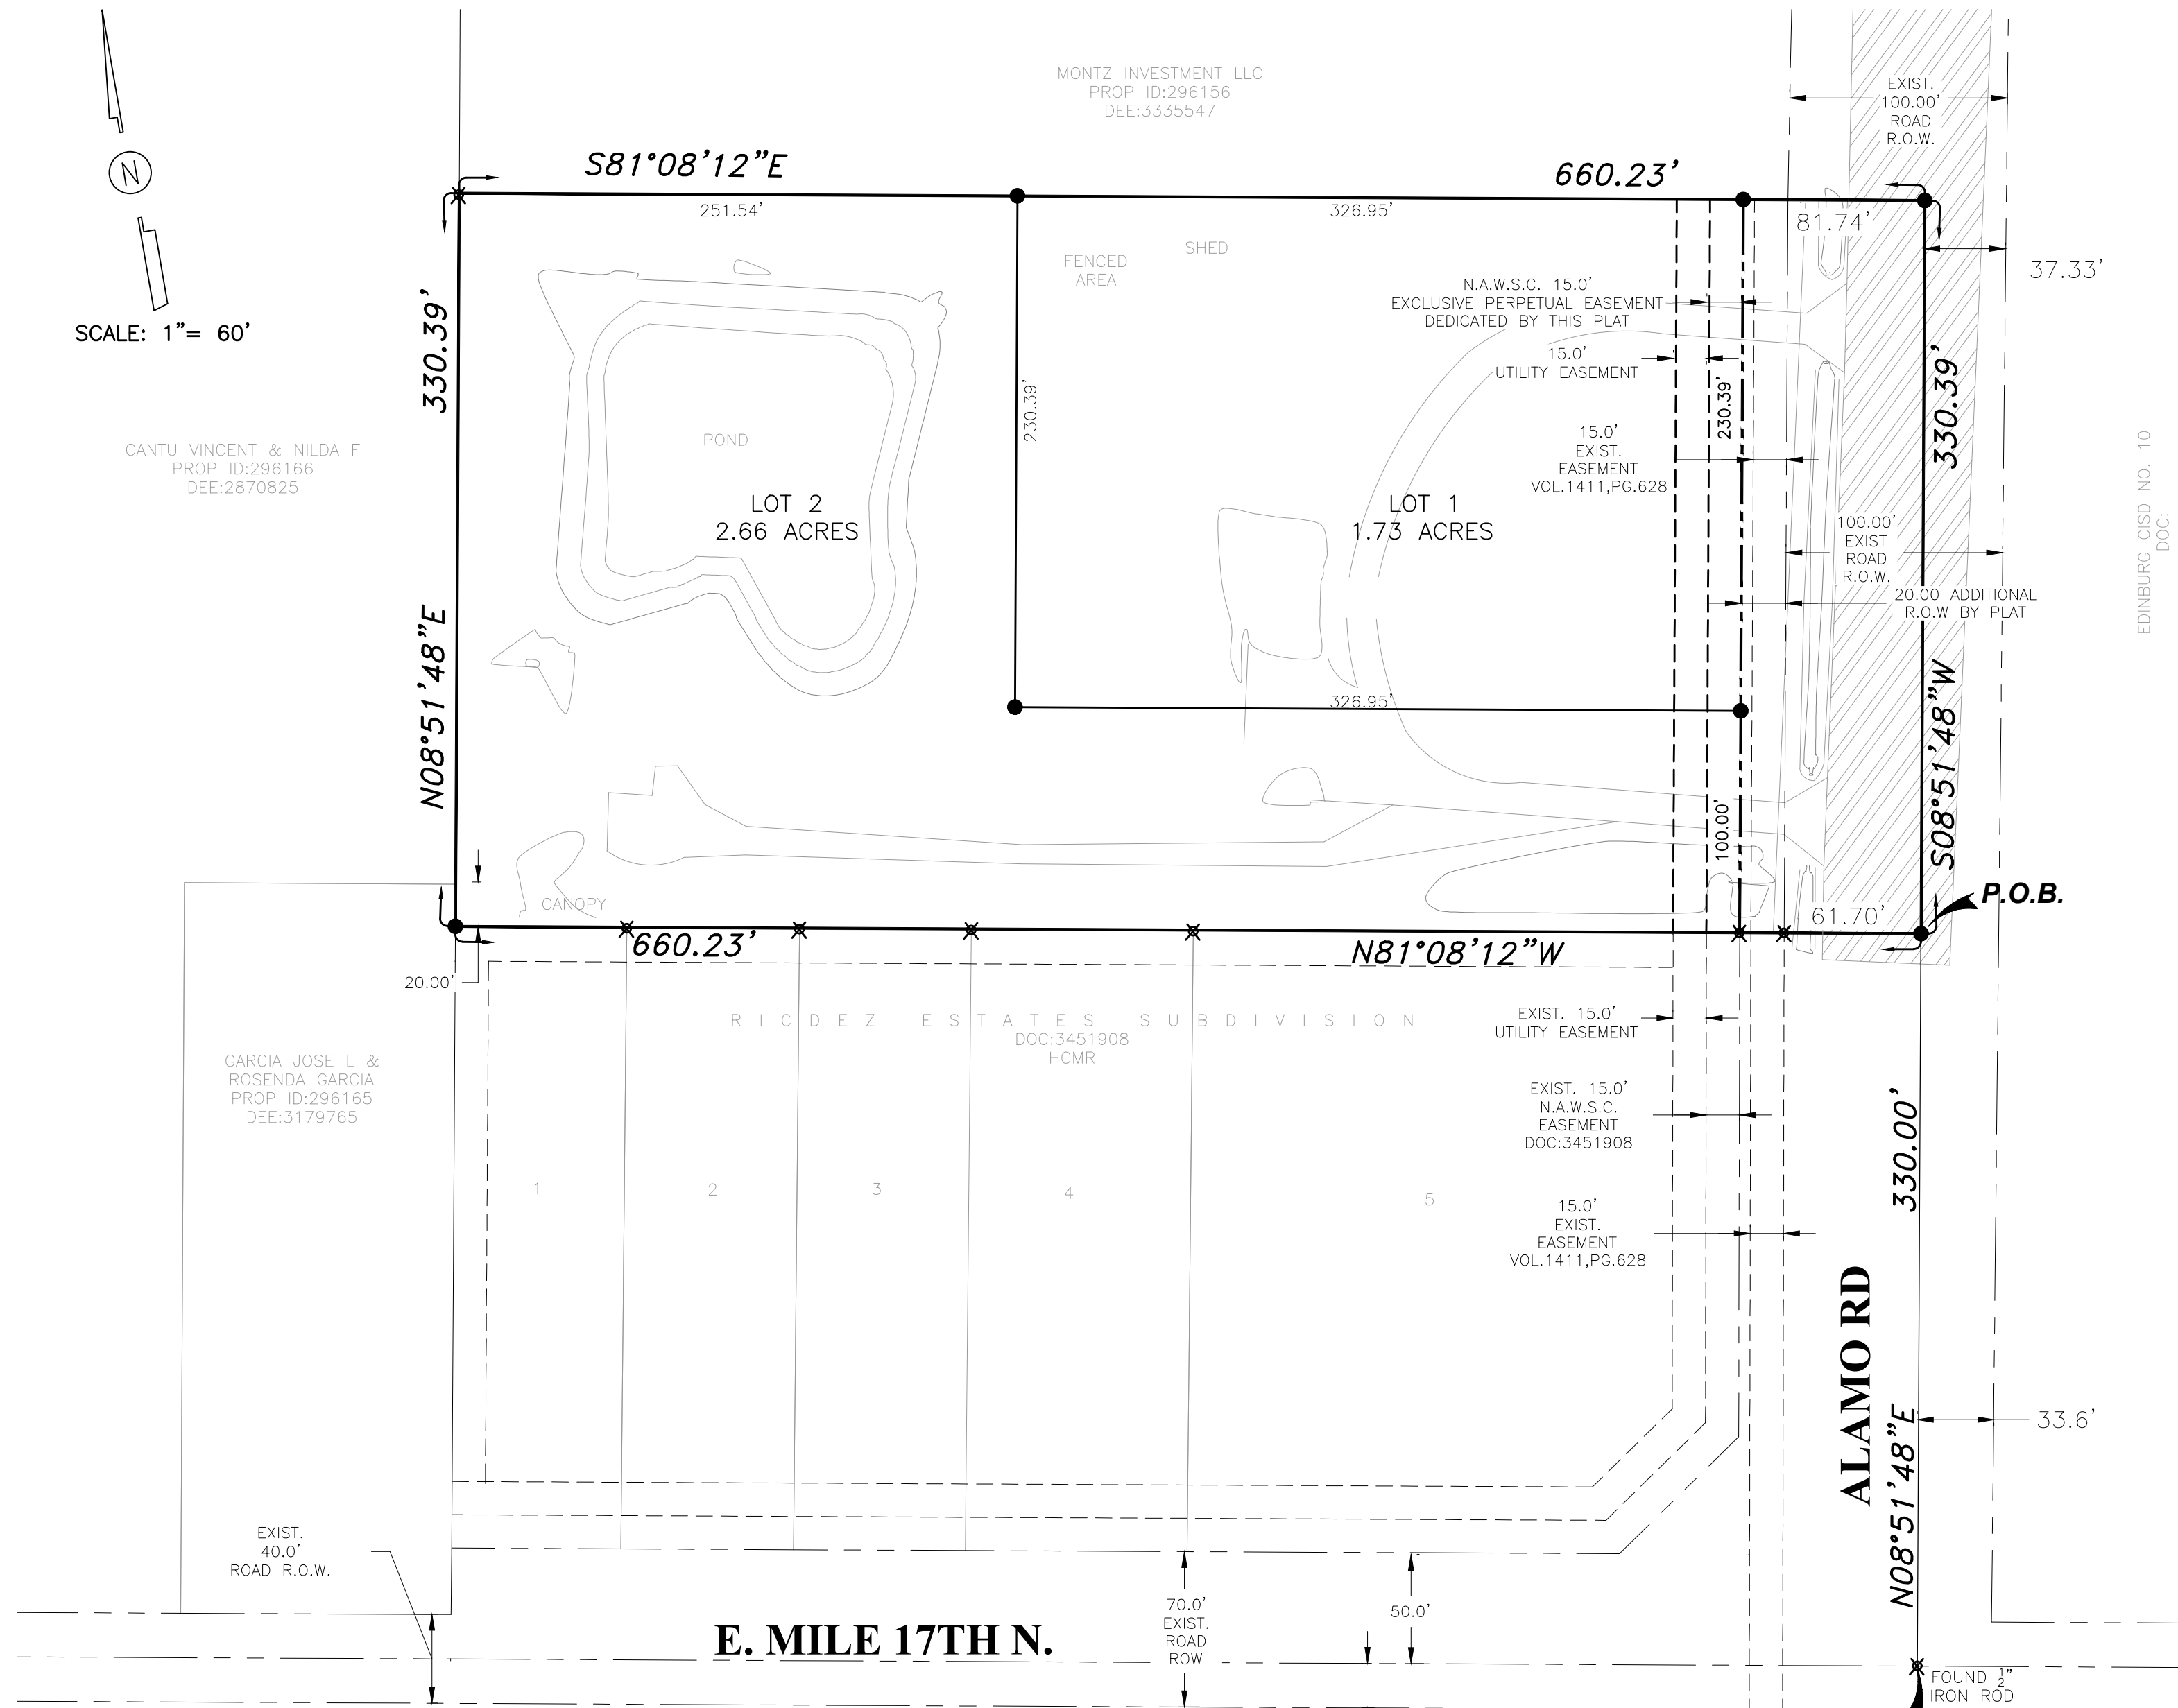 MONTZ INVESTMENT LLC
PROP ID:296156
DEE:3335547
EXIST.
100.00'
ROAD
R.O.W.
N
SCALE: 1"= 60'
S81°08'12"E
660.23'
251.54'
326.95'
81.74'
37.33'
FENCED
AREA
SHED
N.A.W.S.C. 15.0'
EXCLUSIVE PERPETUAL EASEMENT
DEDICATED BY THIS PLAT
15.0'
UTILITY EASEMENT
330.39'
230.39'
230.39'
330.39'
CANTU VINCENT & NILDA F
PROP ID:296166
DEE:2870825
POND
15.0'
EXIST.
EASEMENT
VOL.1411,PG.628
LOT 2
2.66 ACRES
LOT 1
1.73 ACRES
100.00'
EXIST
ROAD
R.O.W.
20.00 ADDITIONAL
R.O.W BY PLAT
EDINBURG CISD NO. 10
DOC:
N08°51'48"E
326.95'
S08°51'48"W
100.00'
CANOPY
61.70'
P.O.B.
660.23'
N81°08'12"W
20.00'
RICDEZ ESTATES SUBDIVISION
DOC:3451908
HCMR
EXIST. 15.0'
UTILITY EASEMENT
GARCIA JOSE L &
ROSENDA GARCIA
PROP ID:296165
DEE:3179765
EXIST. 15.0'
N.A.W.S.C.
EASEMENT
DOC:3451908
330.00'
1
2
3
4
5
15.0'
EXIST.
EASEMENT
VOL.1411,PG.628
ALAMO RD
33.6'
N08°51'48"E
EXIST.
40.0'
ROAD R.O.W.
E. MILE 17TH N.
70.0'
EXIST.
ROAD
ROW
50.0'
FOUND ½"
IRON ROD